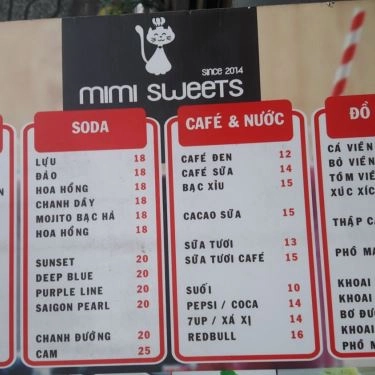 since 2014
mimi sweets
SODA
LỰU 18
ĐÀO 18
HOA HỒNG 18
CHANH DÂY 18
MOJITO BẠC HÀ 18
HOA HỒNG 18
SUNSET 20
DEEP BLUE 20
PURPLE LINE 20
SAIGON PEARL 20
CHANH ĐƯỜNG 20
CAM 25
CAFÉ & NƯỚC
CAFÉ ĐEN 12
CAFÉ SỮA 14
BẠC XỈU 15
CACAO SỮA 15
SỮA TƯƠI 13
SỮA TƯƠI CAFÉ 15
SUỐI 10
PEPSI / COCA 14
7UP / XÁ XỊ 14
REDBULL 16
ĐỒ
CÁ VIÊN
BÒ VIÊN
TÔM VIÊ
XÚC XÍC
THẬP C
PHÔ MA
KHOAI
KHOAI
BƠ ĐƯ
KHOAI
PHÔ M